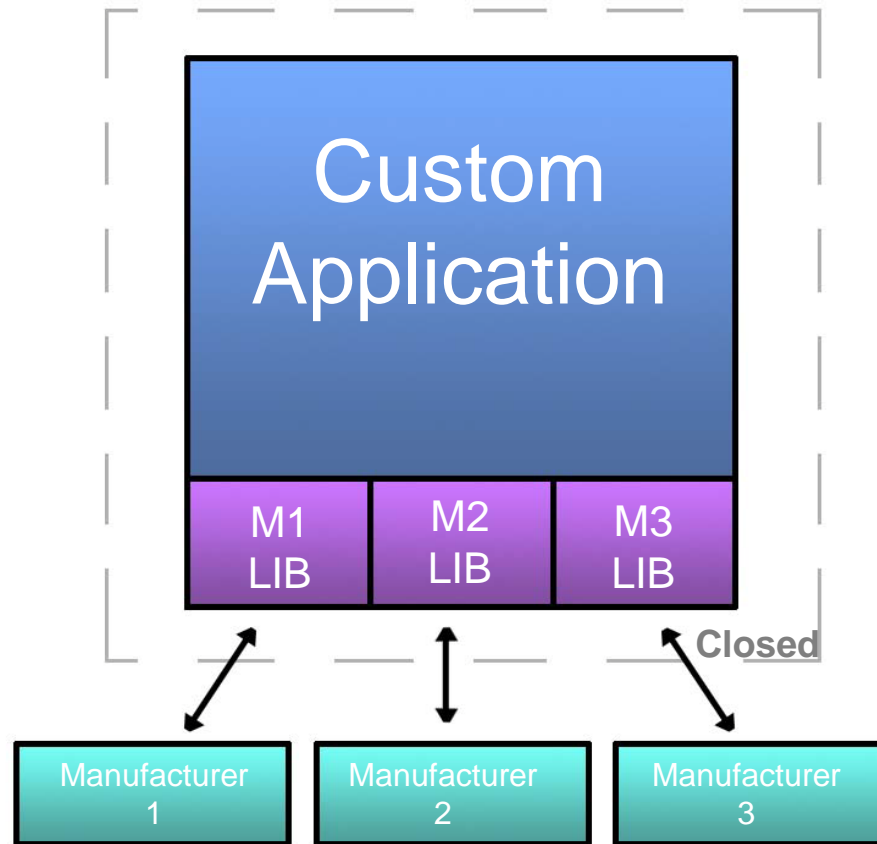 Custom
Application
M1
LIB
M2
LIB
M3
LIB
Closed
Manufacturer
1
Manufacturer
2
Manufacturer
3